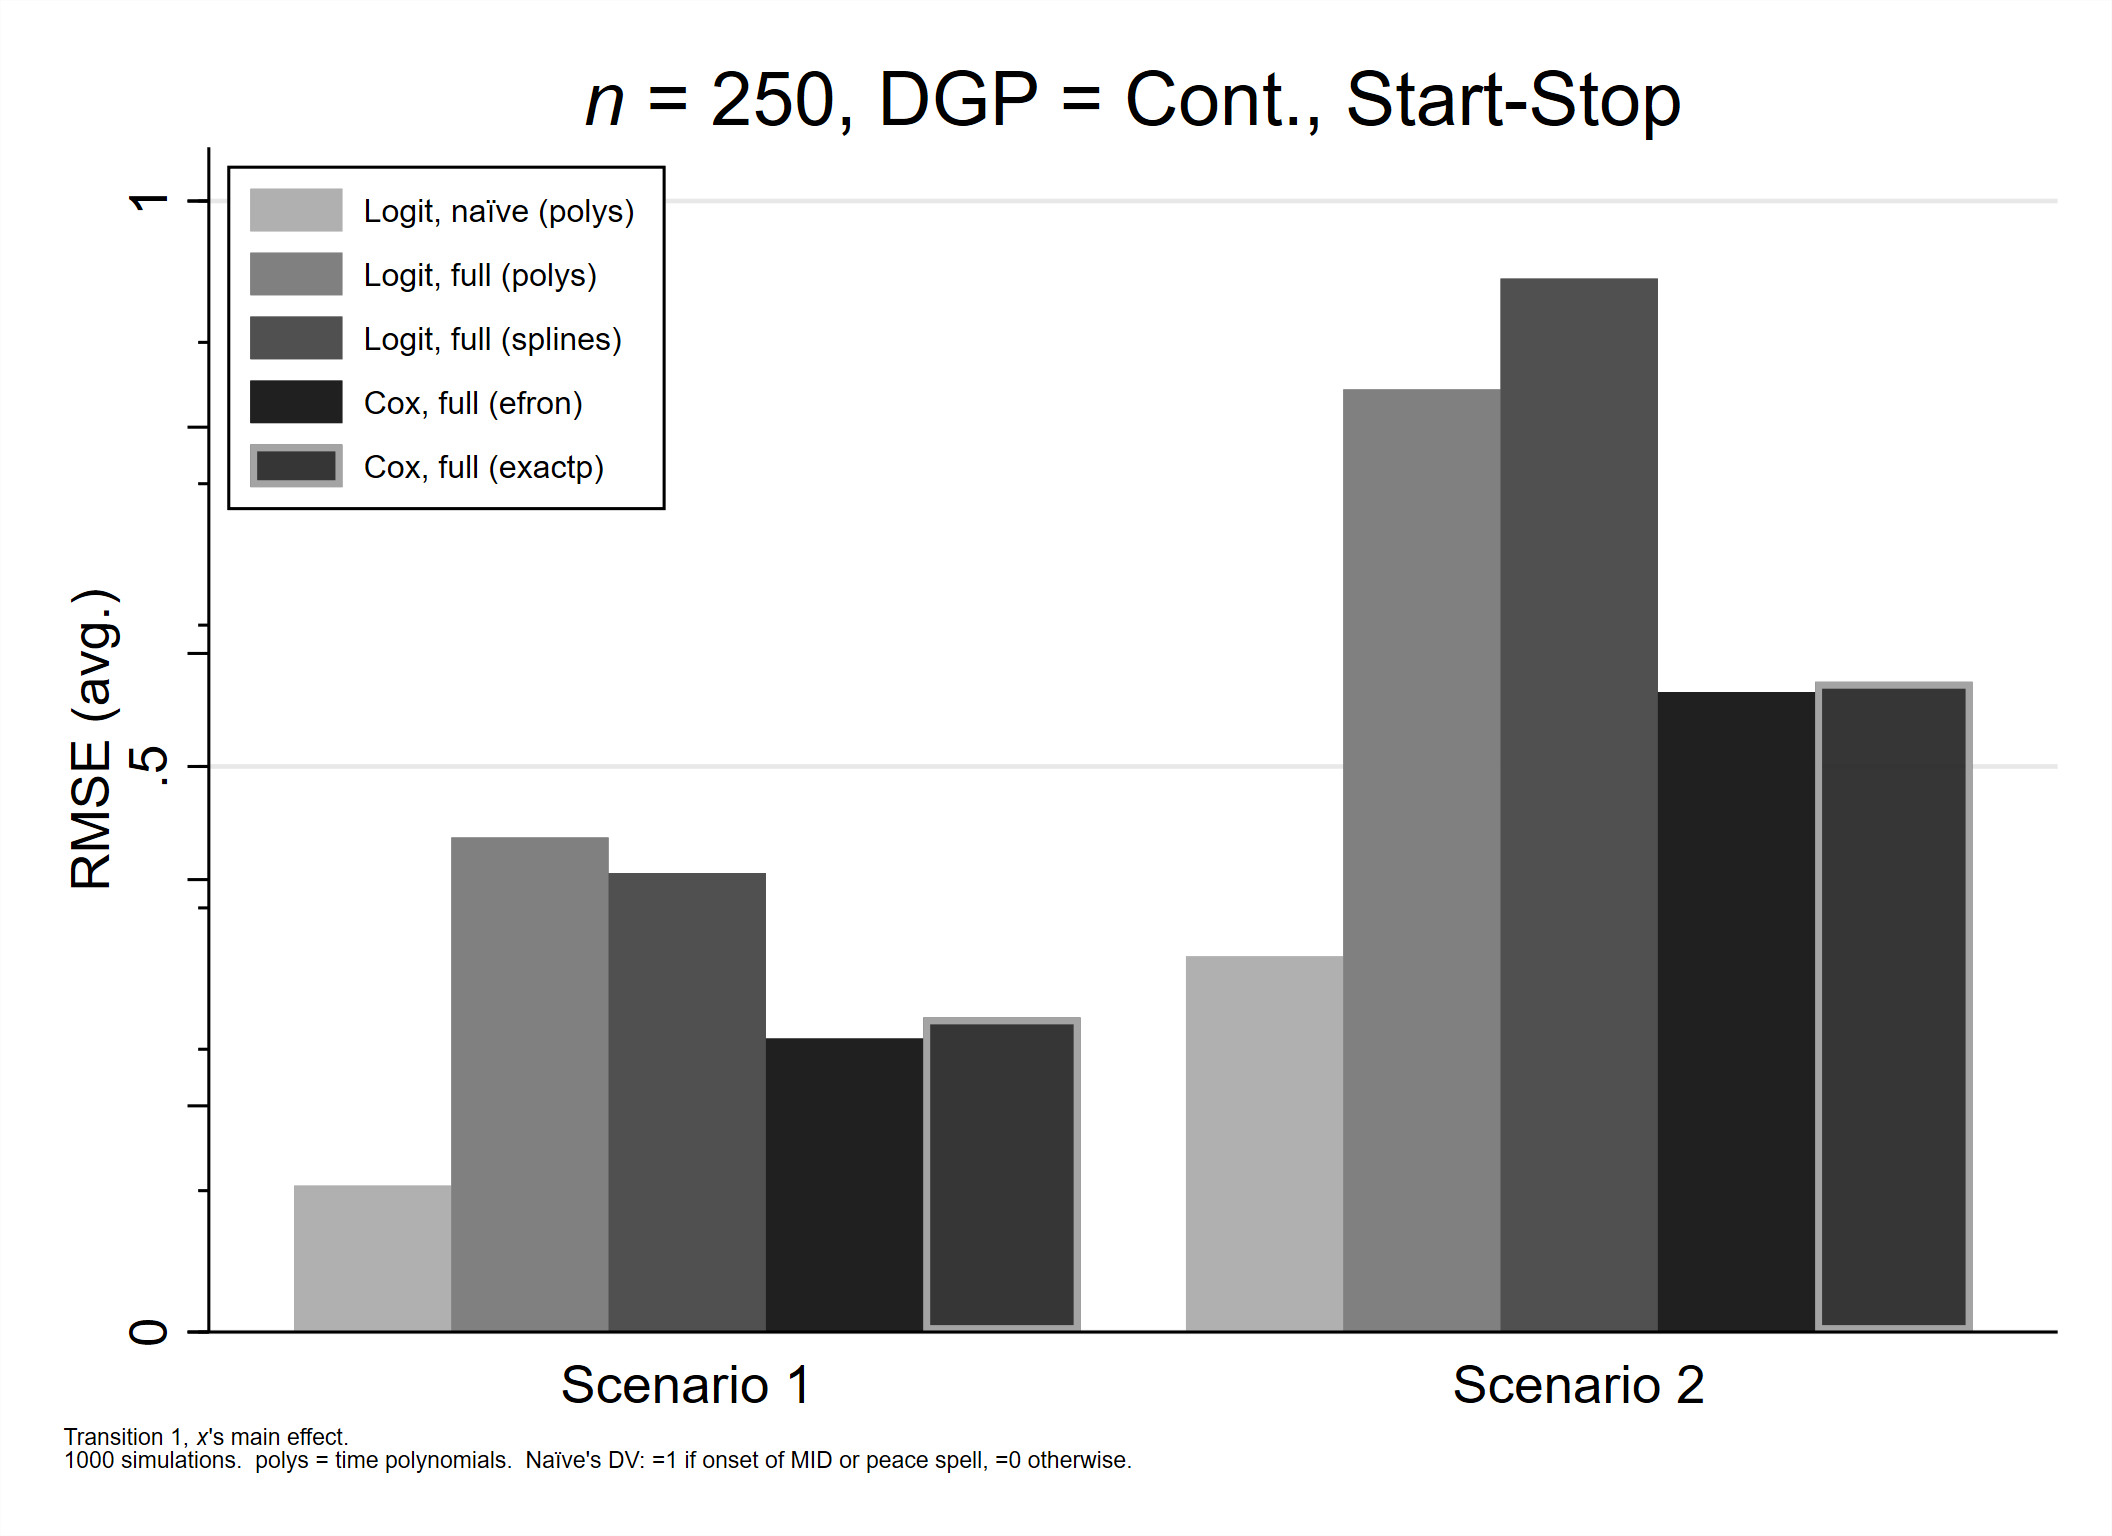 n = 250, DGP = Cont., Start-Stop
Logit, naïve (polys)
Logit, full (polys)
Logit, full (splines)
Cox, full (efron)
Cox, full (exactp)
RMSE (avg.)
1
.5
0
Scenario 1
Scenario 2
Transition 1, x's main effect.
1000 simulations.  polys = time polynomials.  Naïve's DV: =1 if onset of MID or peace spell, =0 otherwise.